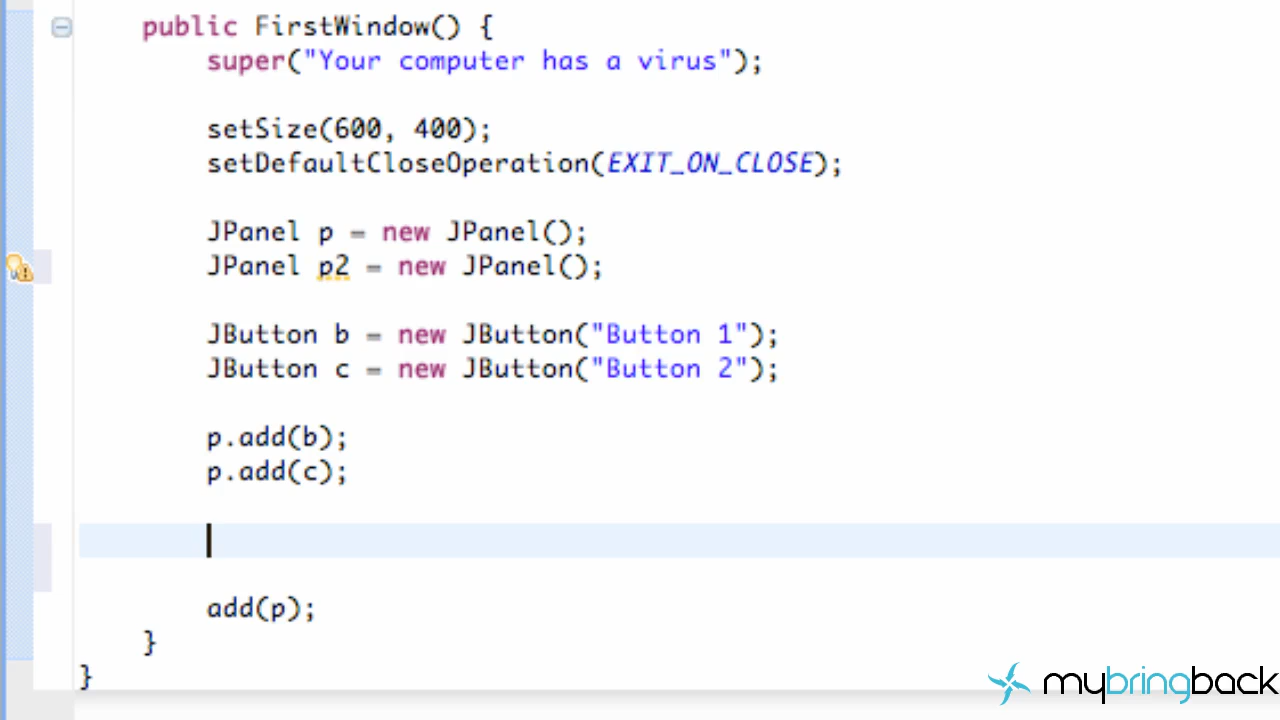 public FirstWindow() {
super("Your computer has a virus");
setSize(600, 400);
setDefaultCloseOperation(EXIT_ON_CLOSE);
JPanel p = new JPanel();
JPanel p2 = new JPanel();
JButton b = new JButton("Button 1");
JButton c = new JButton("Button 2");
p.add(b);
p.add(c);
add(p);
}
}
mybringback